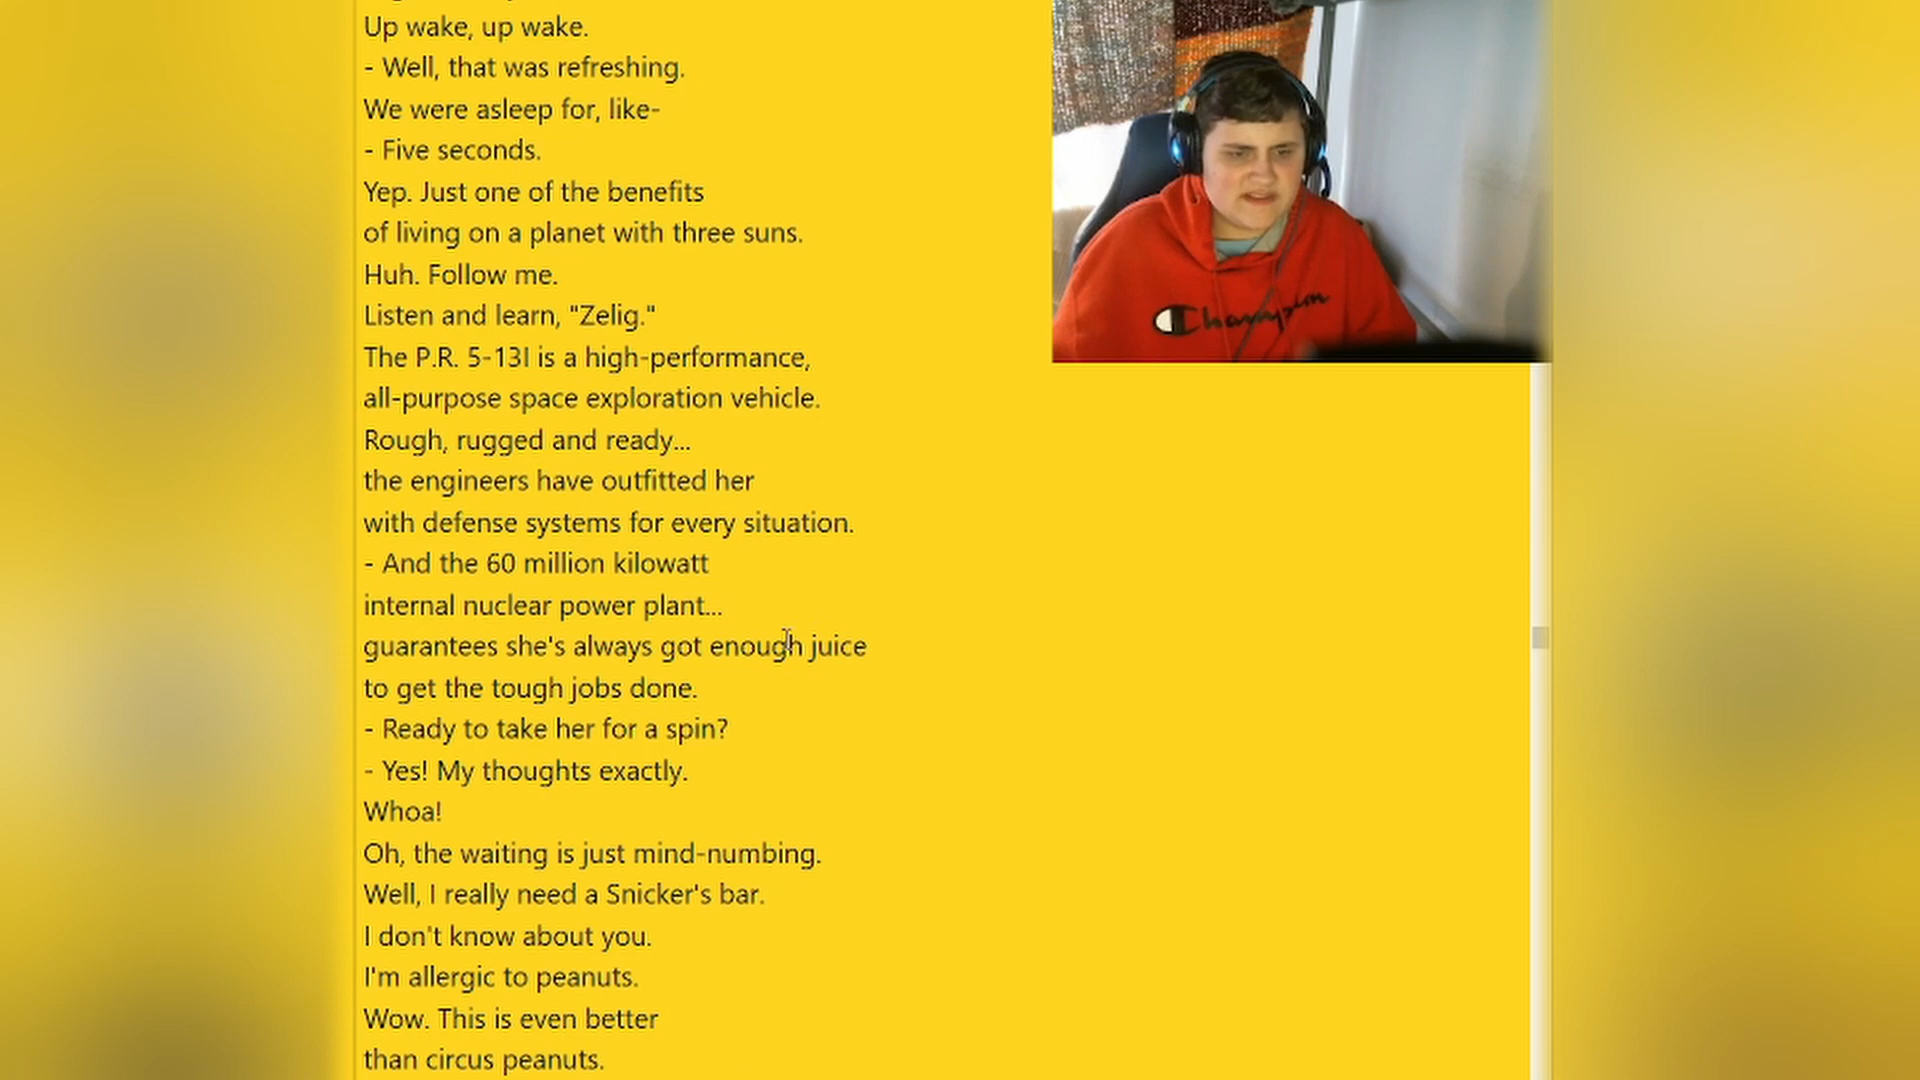 Up wake, up wake.
- Well, that was refreshing.
We were asleep for, like-
- Five seconds.
Yep. Just one of the benefits
of living on a planet with three suns.
Huh. Follow me.
Listen and learn, "Zelig."
The P.R. 5-13I is a high-performance,
all-purpose space exploration vehicle.
Rough, rugged and ready...
the engineers have outfitted her
with defense systems for every situation.
- And the 60 million kilowatt
internal nuclear power plant...
guarantees she's always got enough juice
to get the tough jobs done.
- Ready to take her for a spin?
- Yes! My thoughts exactly.
Whoa!
Oh, the waiting is just mind-numbing.
Well, I really need a Snicker's bar.
I don't know about you.
I'm allergic to peanuts.
Wow. This is even better
than circus peanuts.
Champion